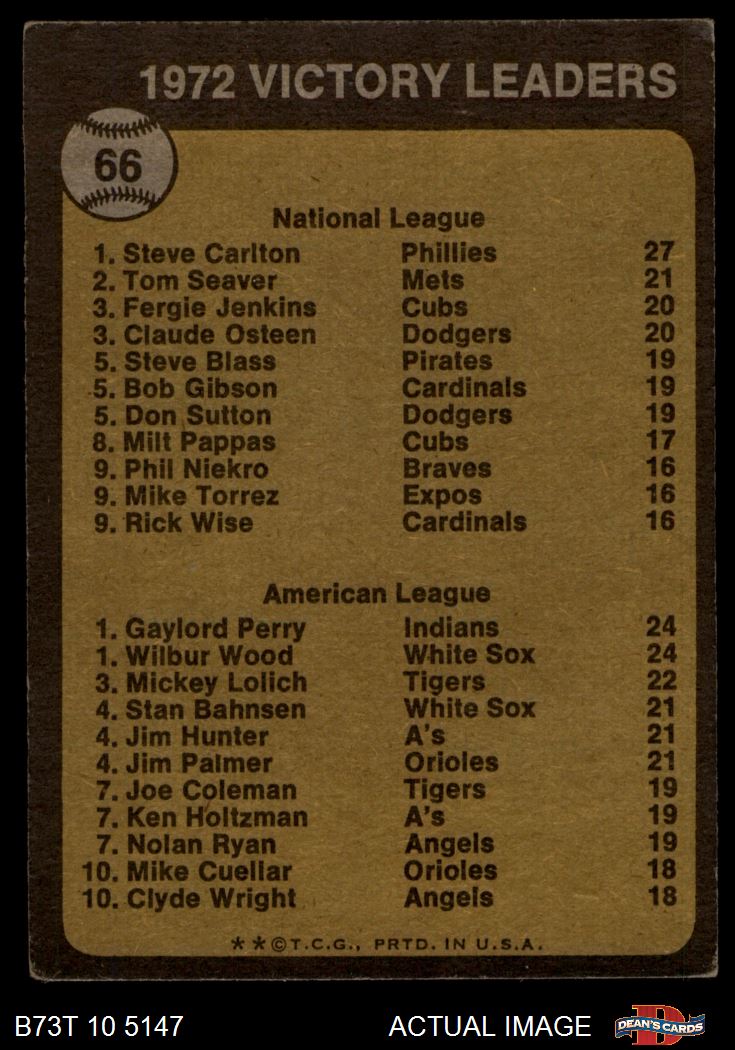 1972 VICTORY LEADERS
66
National League
1. Steve Carlton Phillies 27
2. Tom Seaver Mets 21
3. Fergie Jenkins Cubs 20
3. Claude Osteen Dodgers 20
5. Steve Blass Pirates 19
5. Bob Gibson Cardinals 19
5. Don Sutton Dodgers 19
8. Milt Pappas Cubs 17
9. Phil Niekro Braves 16
9. Mike Torrez Expos 16
9. Rick Wise Cardinals 16
American League
1. Gaylord Perry Indians 24
1. Wilbur Wood White Sox 24
3. Mickey Lolich Tigers 22
4. Stan Bahnsen White Sox 21
4. Jim Hunter A's 21
4. Jim Palmer Orioles 21
7. Joe Coleman Tigers 19
7. Ken Holtzman A's 19
7. Nolan Ryan Angels 19
10. Mike Cuellar Orioles 18
10. Clyde Wright Angels 18
**©T.C.G., PRTD. IN U.S.A.
B73T 10 5147 ACTUAL IMAGE D DEAN'S CARDS